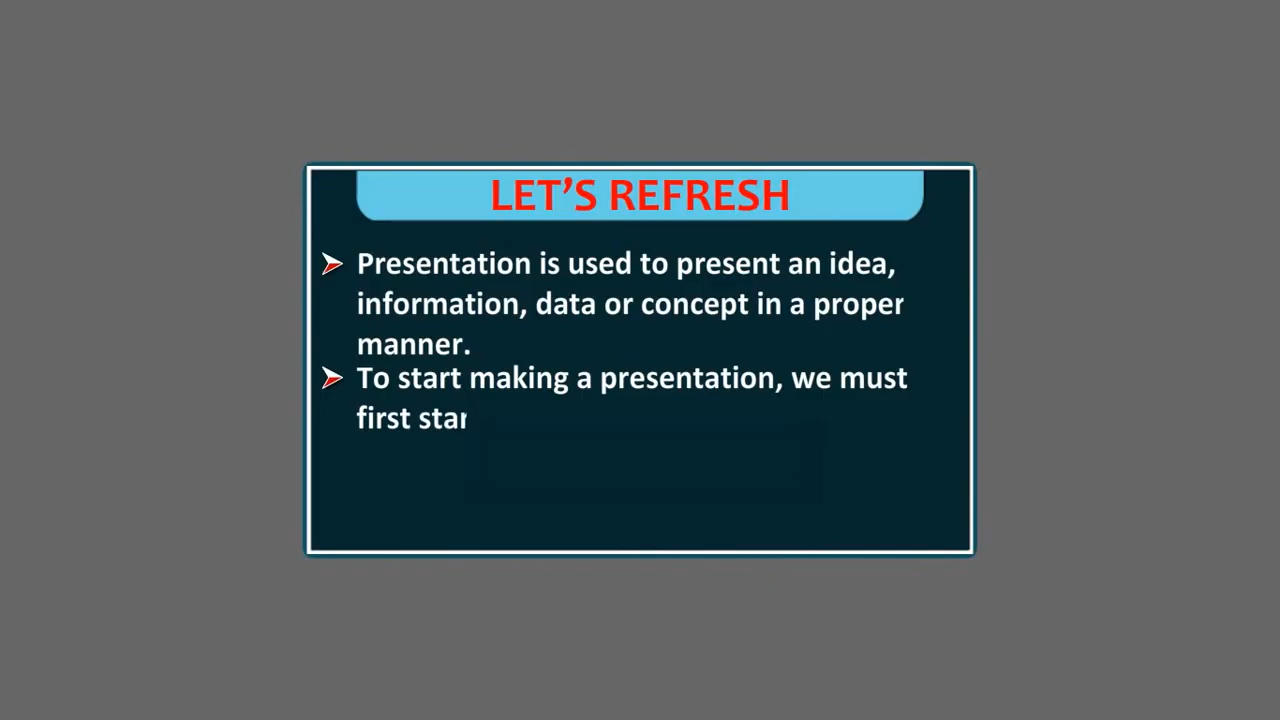 LET'S REFRESH
Presentation is used to present an idea,
information, data or concept in a proper
manner.
To start making a presentation, we must
first star